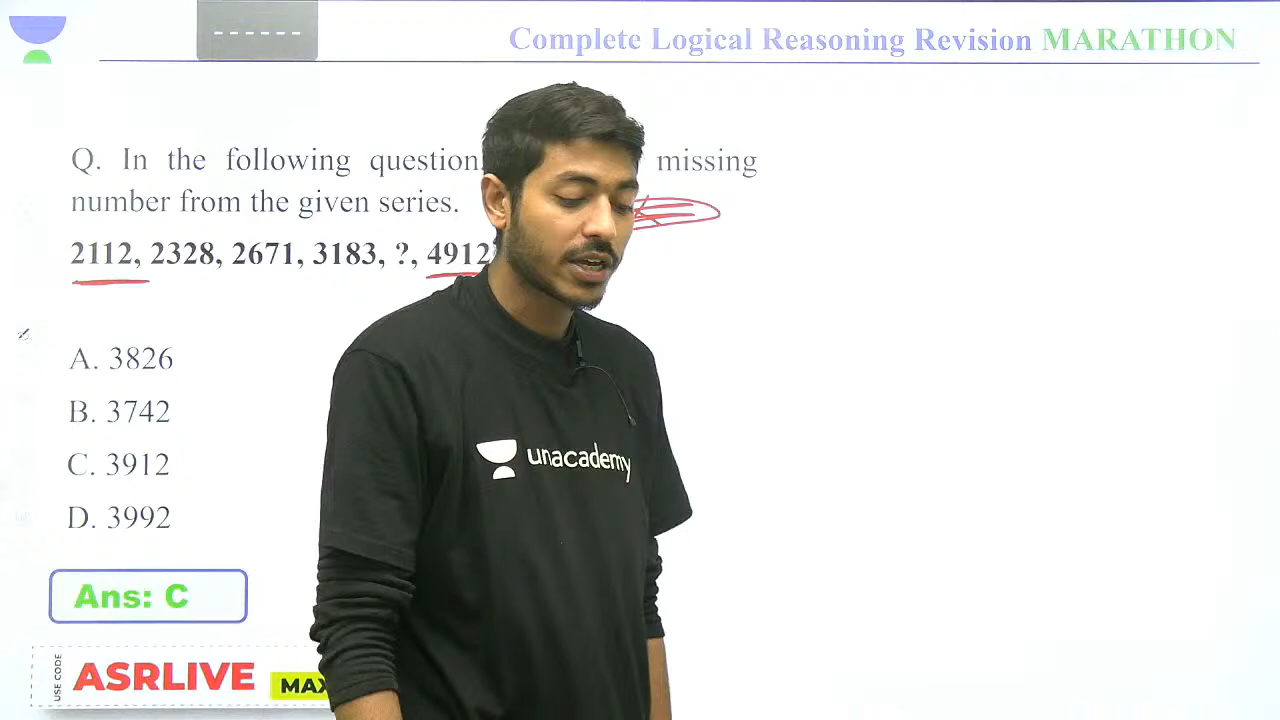 ------
Complete Logical Reasoning Revision MARATHON
Q. In the following question, missing
number from the given series.
2112, 2328, 2671, 3183, ?, 4912
A. 3826
B. 3742
C. 3912
D. 3992
Ans: C
unacademy
USE CODE
ASRLIVE
MAX